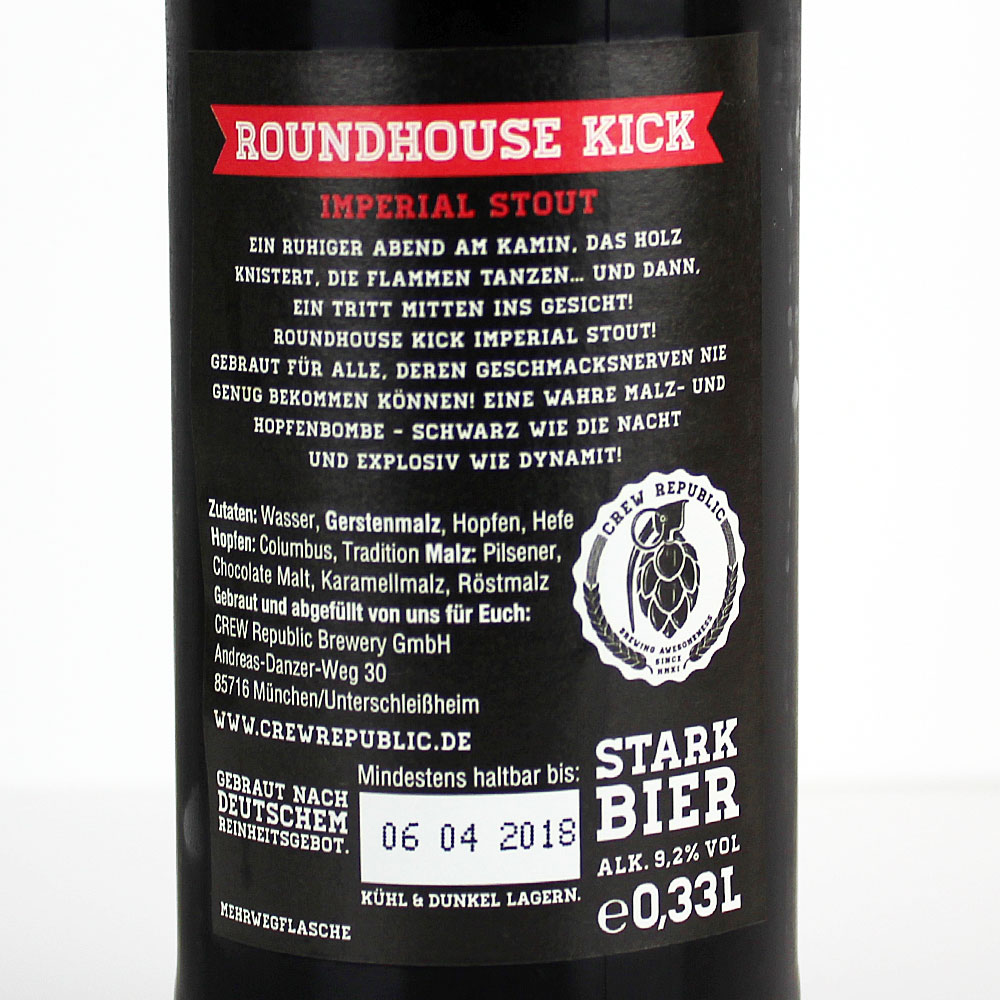 ROUNDHOUSE KICK
IMPERIAL STOUT
EIN RUHIGER ABEND AM KAMIN, DAS HOLZ
KNISTERT, DIE FLAMMEN TANZEN... UND DANN,
EIN TRITT MITTEN INS GESICHT!
ROUNDHOUSE KICK IMPERIAL STOUT!
GEBRAUT FÜR ALLE, DEREN GESCHMACKSNERVEN NIE
GENUG BEKOMMEN KÖNNEN! EINE WAHRE MALZ- UND
HOPFENBOMBE - SCHWARZ WIE DIE NACHT
UND EXPLOSIV WIE DYNAMIT!
Zutaten: Wasser, Gerstenmalz, Hopfen, Hefe
Hopfen: Columbus, Tradition Malz: Pilsener,
Chocolate Malt, Karamellmalz, Röstmalz
Gebraut und abgefüllt von uns für Euch:
CREW Republic Brewery GmbH
Andreas-Danzer-Weg 30
85716 München/Unterschleißheim
WWW.CREWREPUBLIC.DE
CREW REPUBLIC
BREWING AWESOMENESS
SINCE
MMXI
GEBRAUT NACH
DEUTSCHEM
REINHEITSGEBOT.
MEHRWEGFLASCHE
Mindestens haltbar bis:
06 04 2018
KÜHL & DUNKEL LAGERN.
STARK
BIER
ALK. 9,2% VOL
e0,33L